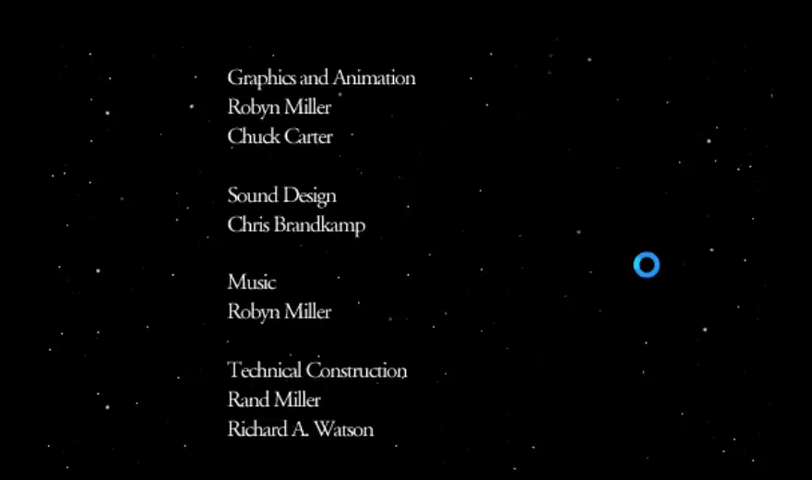 Graphics and Animation
Robyn Miller
Chuck Carter
Sound Design
Chris Brandkamp
Music
Robyn Miller
Technical Construction
Rand Miller
Richard A. Watson